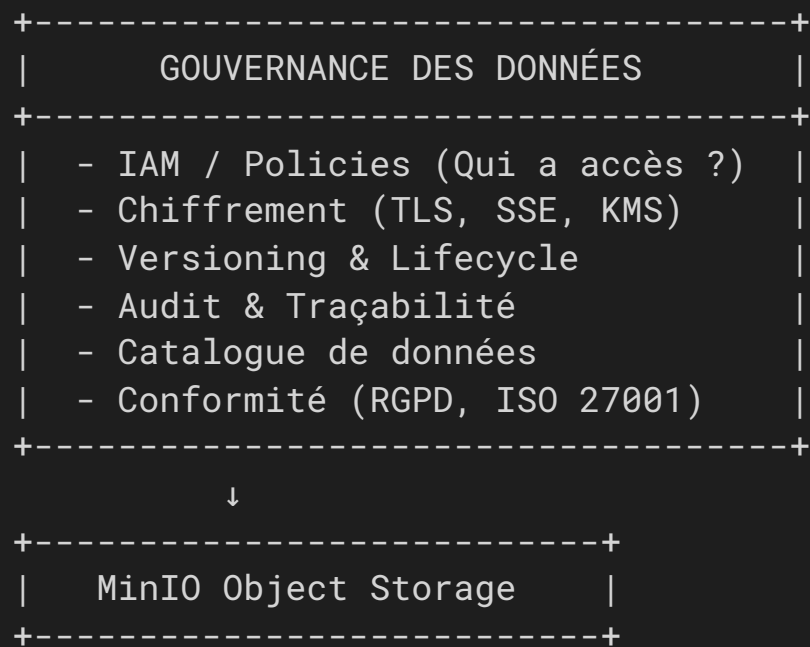 +------------------------------------+
|      GOUVERNANCE DES DONNÉES       |
+------------------------------------+
|  - IAM / Policies (Qui a accès ?)  |
|  - Chiffrement (TLS, SSE, KMS)     |
|  - Versioning & Lifecycle          |
|  - Audit & Traçabilité             |
|  - Catalogue de données            |
|  - Conformité (RGPD, ISO 27001)    |
+------------------------------------+
          ↓
+---------------------------+
|   MinIO Object Storage    |
+---------------------------+